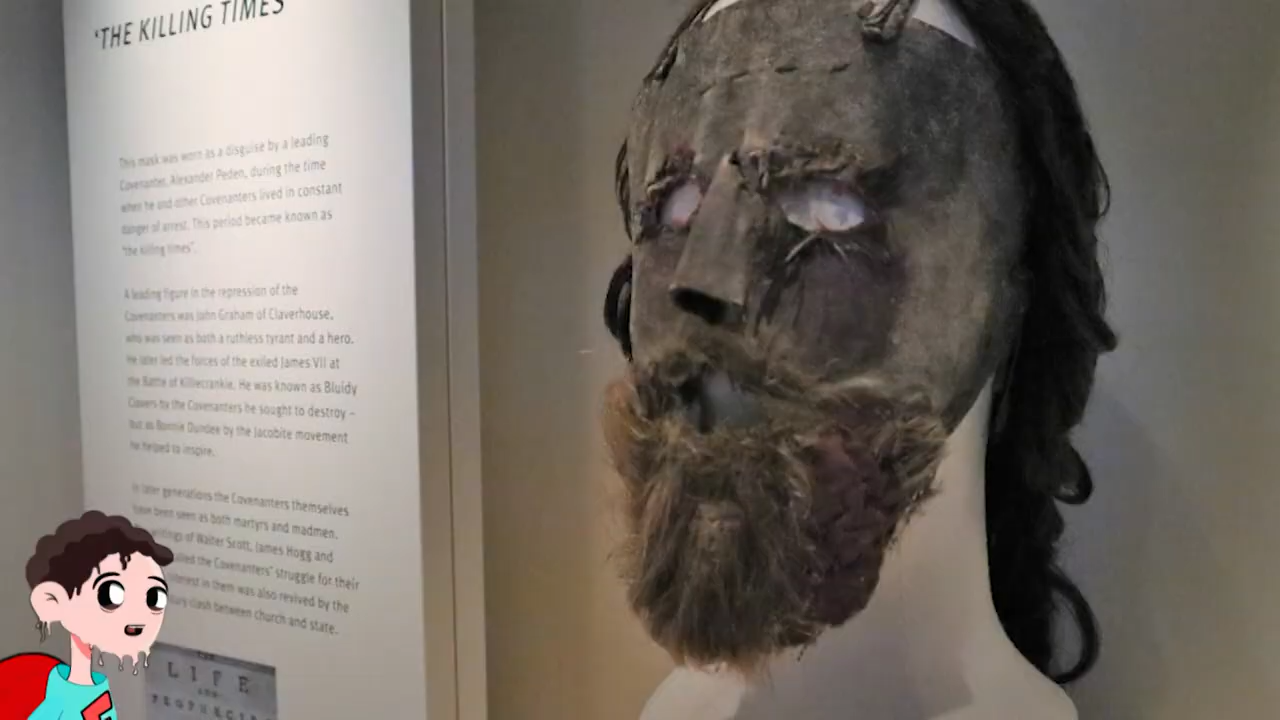 'THE KILLING TIMES'
This mask was worn as a disguise by a leading
Covenanter, Alexander Peden, during the time
when he and other Covenanters lived in constant
danger of arrest. This period became known as
"the killing times".
A leading figure in the repression of the
Covenanters was John Graham of Claverhouse,
who was seen as both a ruthless tyrant and a hero.
He later led the forces of the exiled James VII at
the Battle of Killiecrankie. He was known as Bluidy
Clavers by the Covenanters he sought to destroy –
but as Bonnie Dundee by the Jacobite movement
he helped to inspire.
In later generations the Covenanters themselves
have been seen as both martyrs and madmen.
writings of Walter Scott, James Hogg and
the Covenanters' struggle for their
interest in them was also revived by the
clash between church and state.
LIFE
AND
PROPHECIES